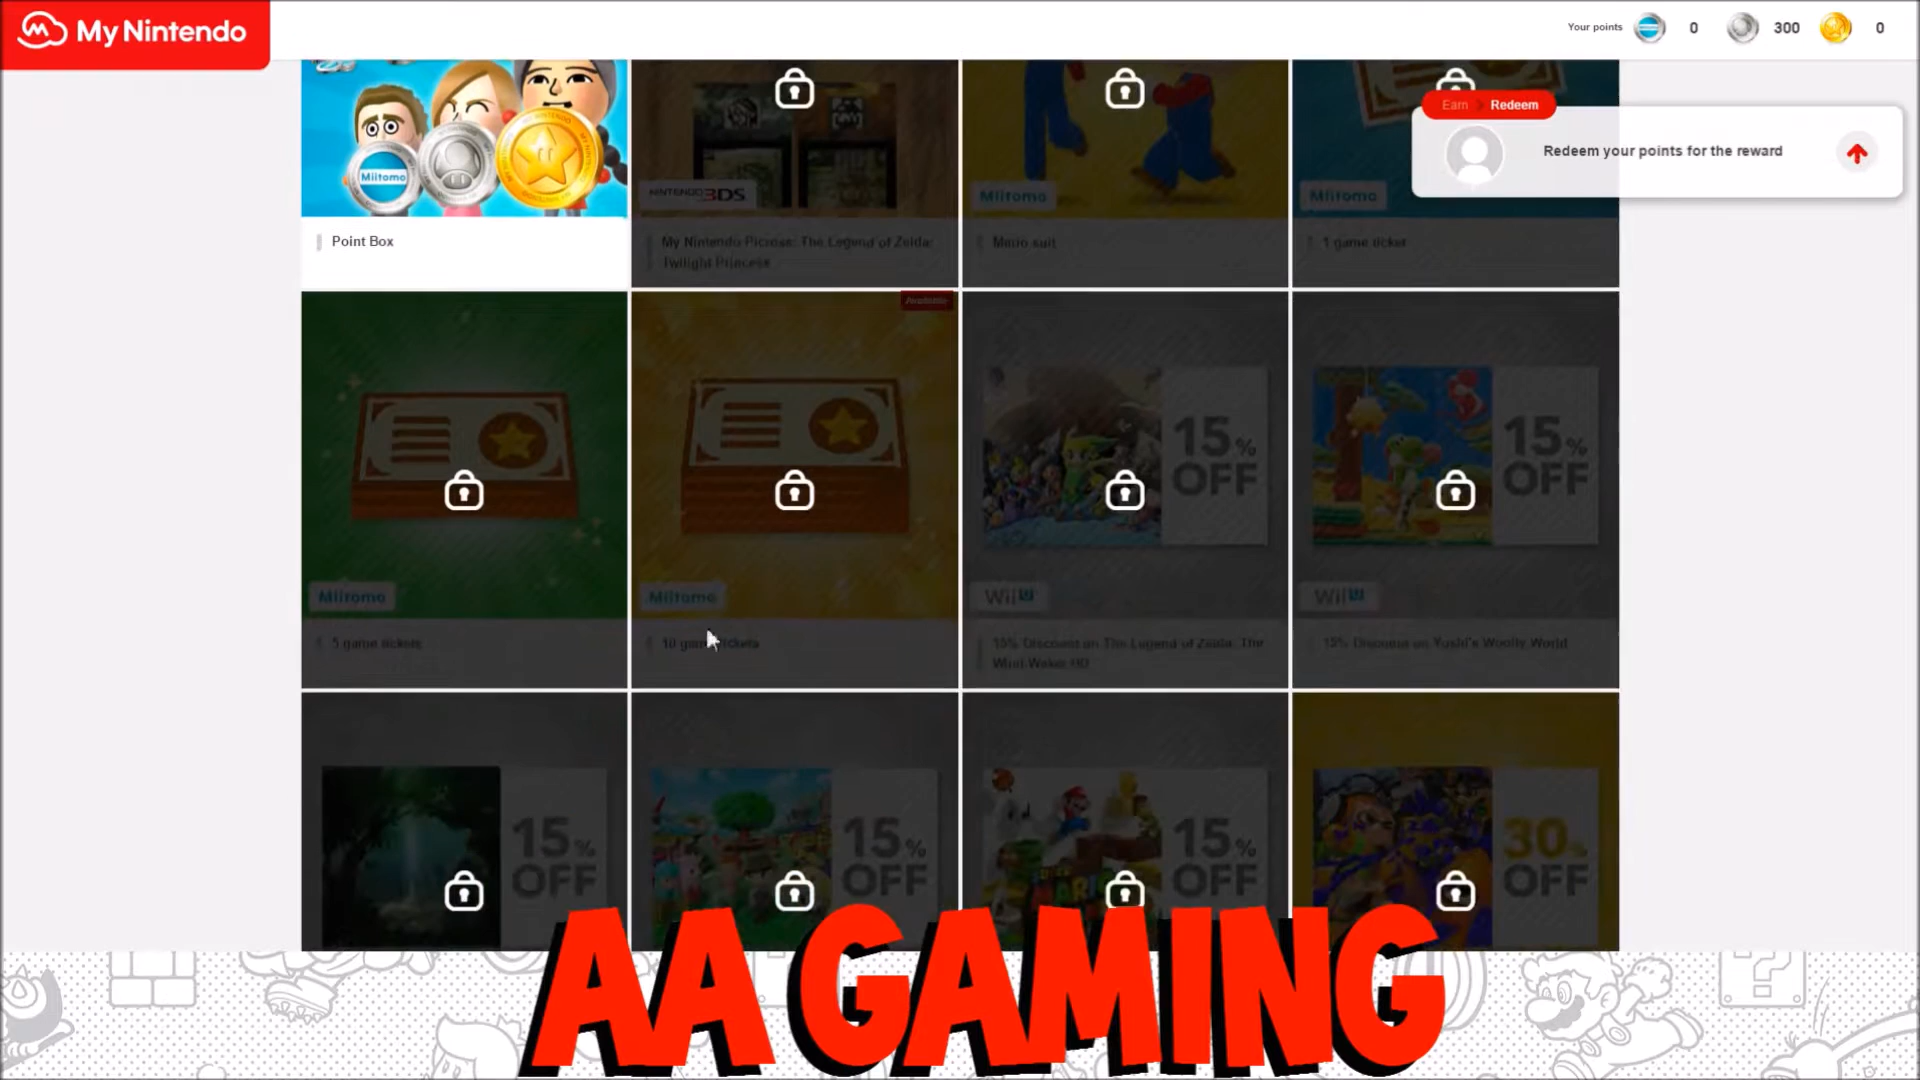 My Nintendo
Your points 0 300 0
Earn Redeem
Redeem your points for the reward
Miitomo
NINTENDO 3DS
Miitomo
Miitomo
Point Box
My Nintendo Picross: The Legend of Zelda:
Twilight Princess
Mario suit
1 game ticket
Available
15%
OFF
15%
OFF
Miitomo
Miitomo
Wii U
Wii U
5 game tickets
10 game tickets
15% Discount on The Legend of Zelda: The
Wind Waker HD
15% Discount on Yoshi's Woolly World
15%
OFF
15%
OFF
15%
OFF
30%
OFF
AA GAMING